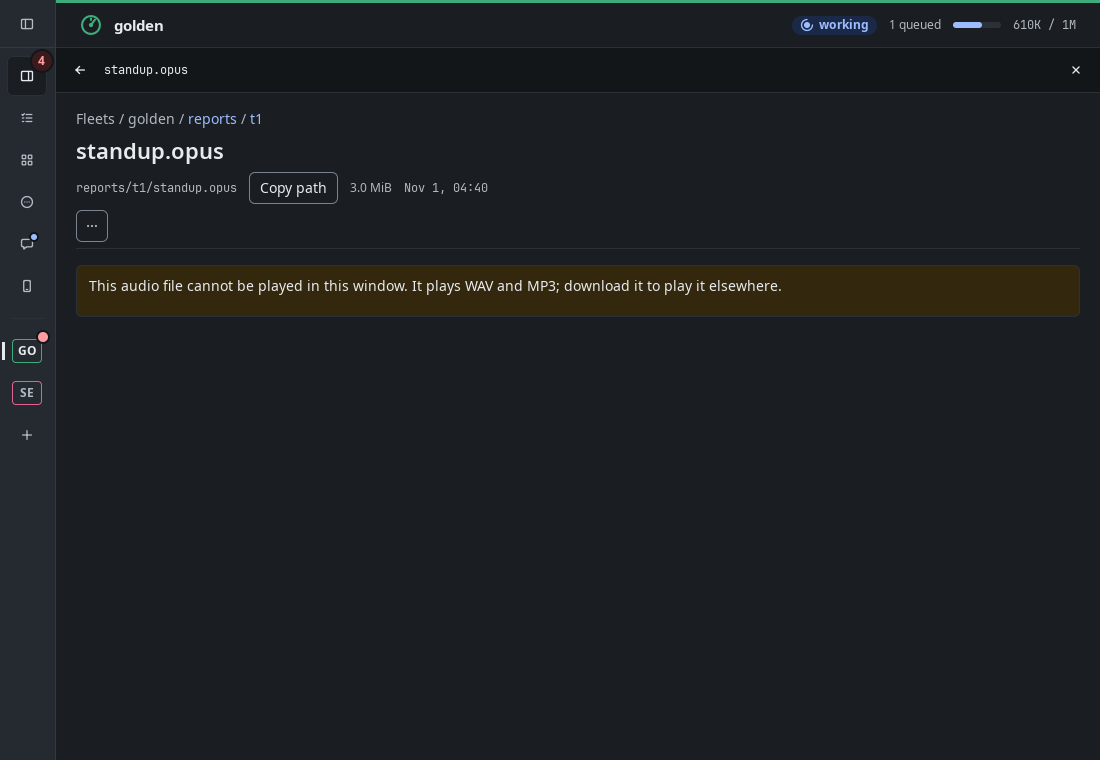 golden
working
1 queued
610K / 1M
4
standup.opus
Fleets / golden / reports / t1
standup.opus
reports/t1/standup.opus
Copy path
3.0 MiB
Nov 1, 04:40
This audio file cannot be played in this window. It plays WAV and MP3; download it to play it elsewhere.
GO
SE